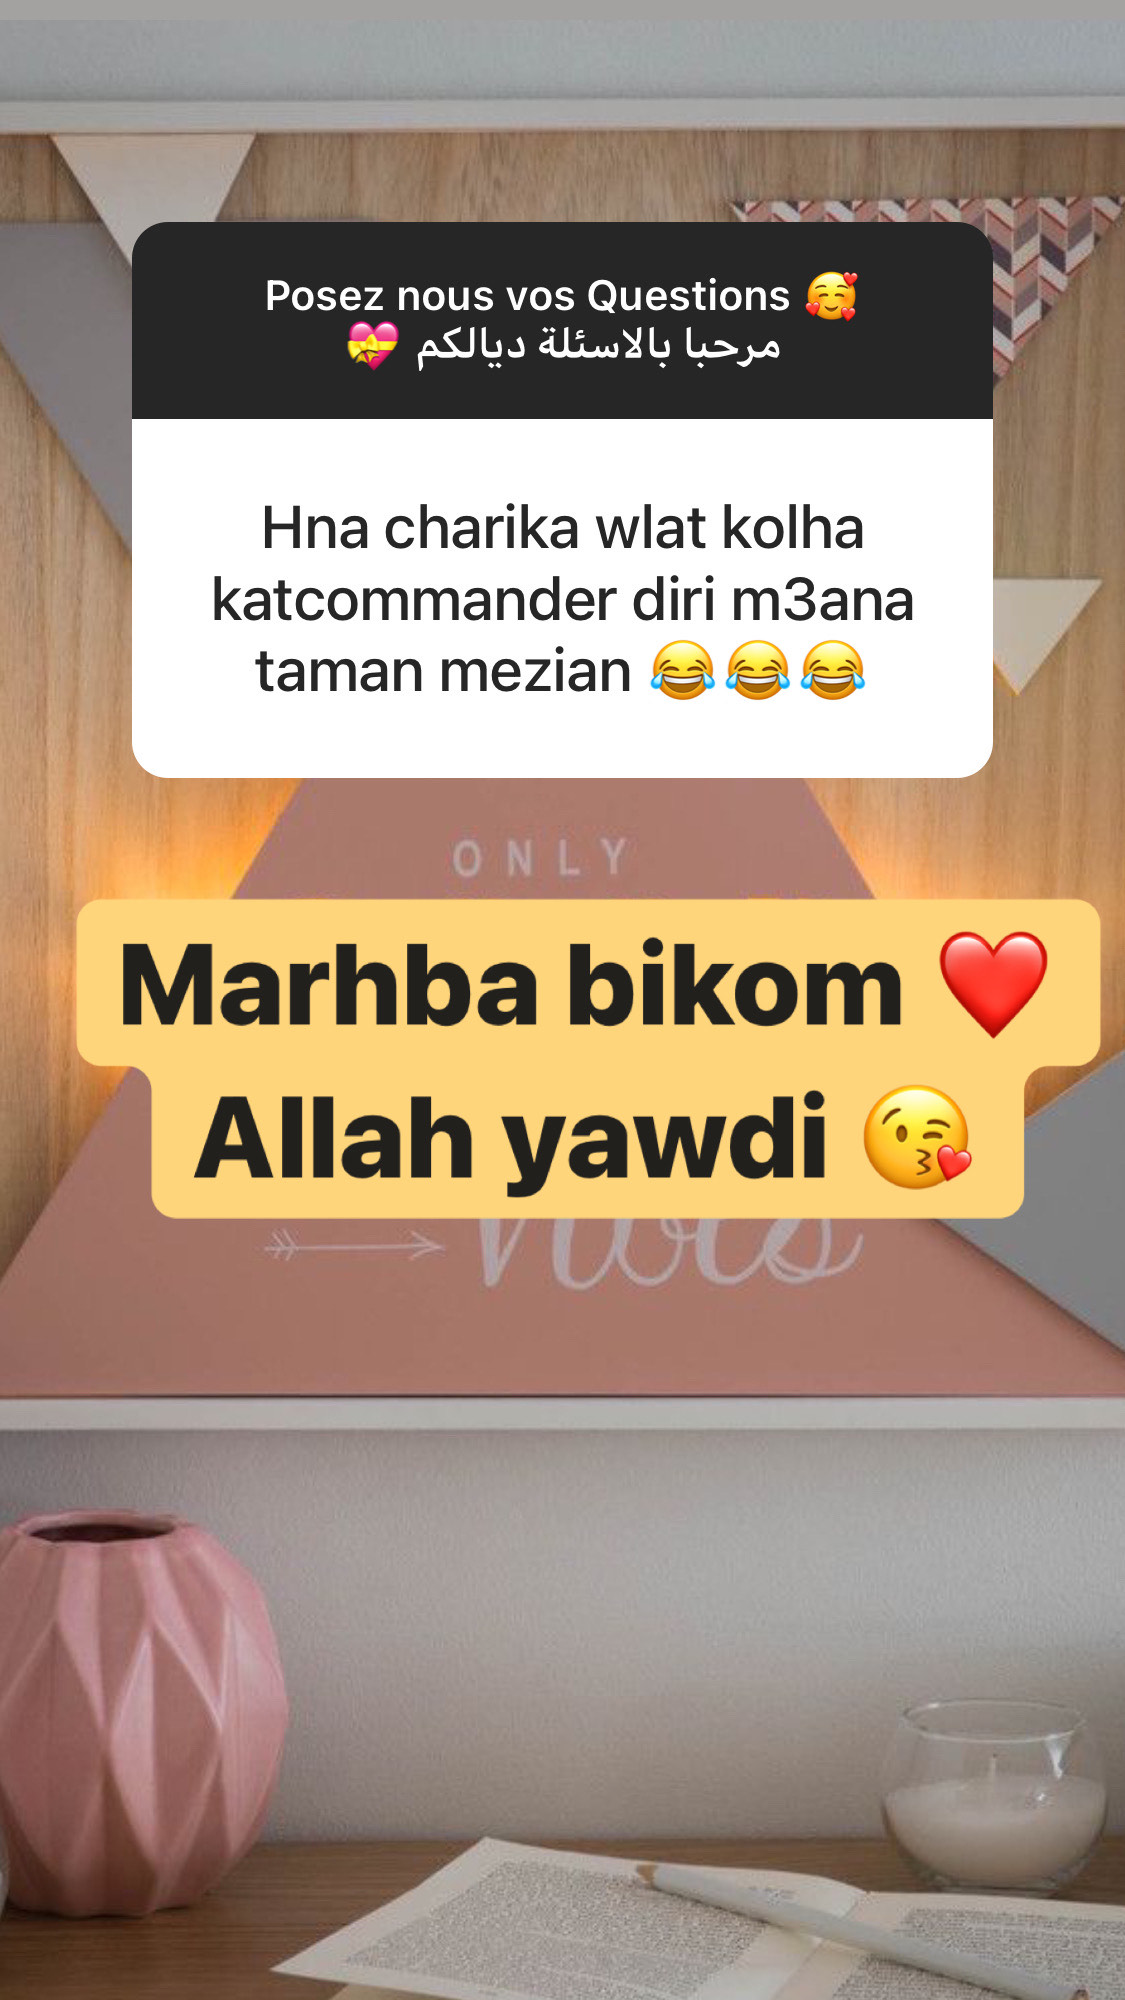 Posez nous vos Questions 🥰
مرحبا بالاسئلة ديالكم 💝
Hna charika wlat kolha
katcommander diri m3ana
taman mezian 😂😂😂
ONLY
Marhba bikom ❤️
Allah yawdi 😘